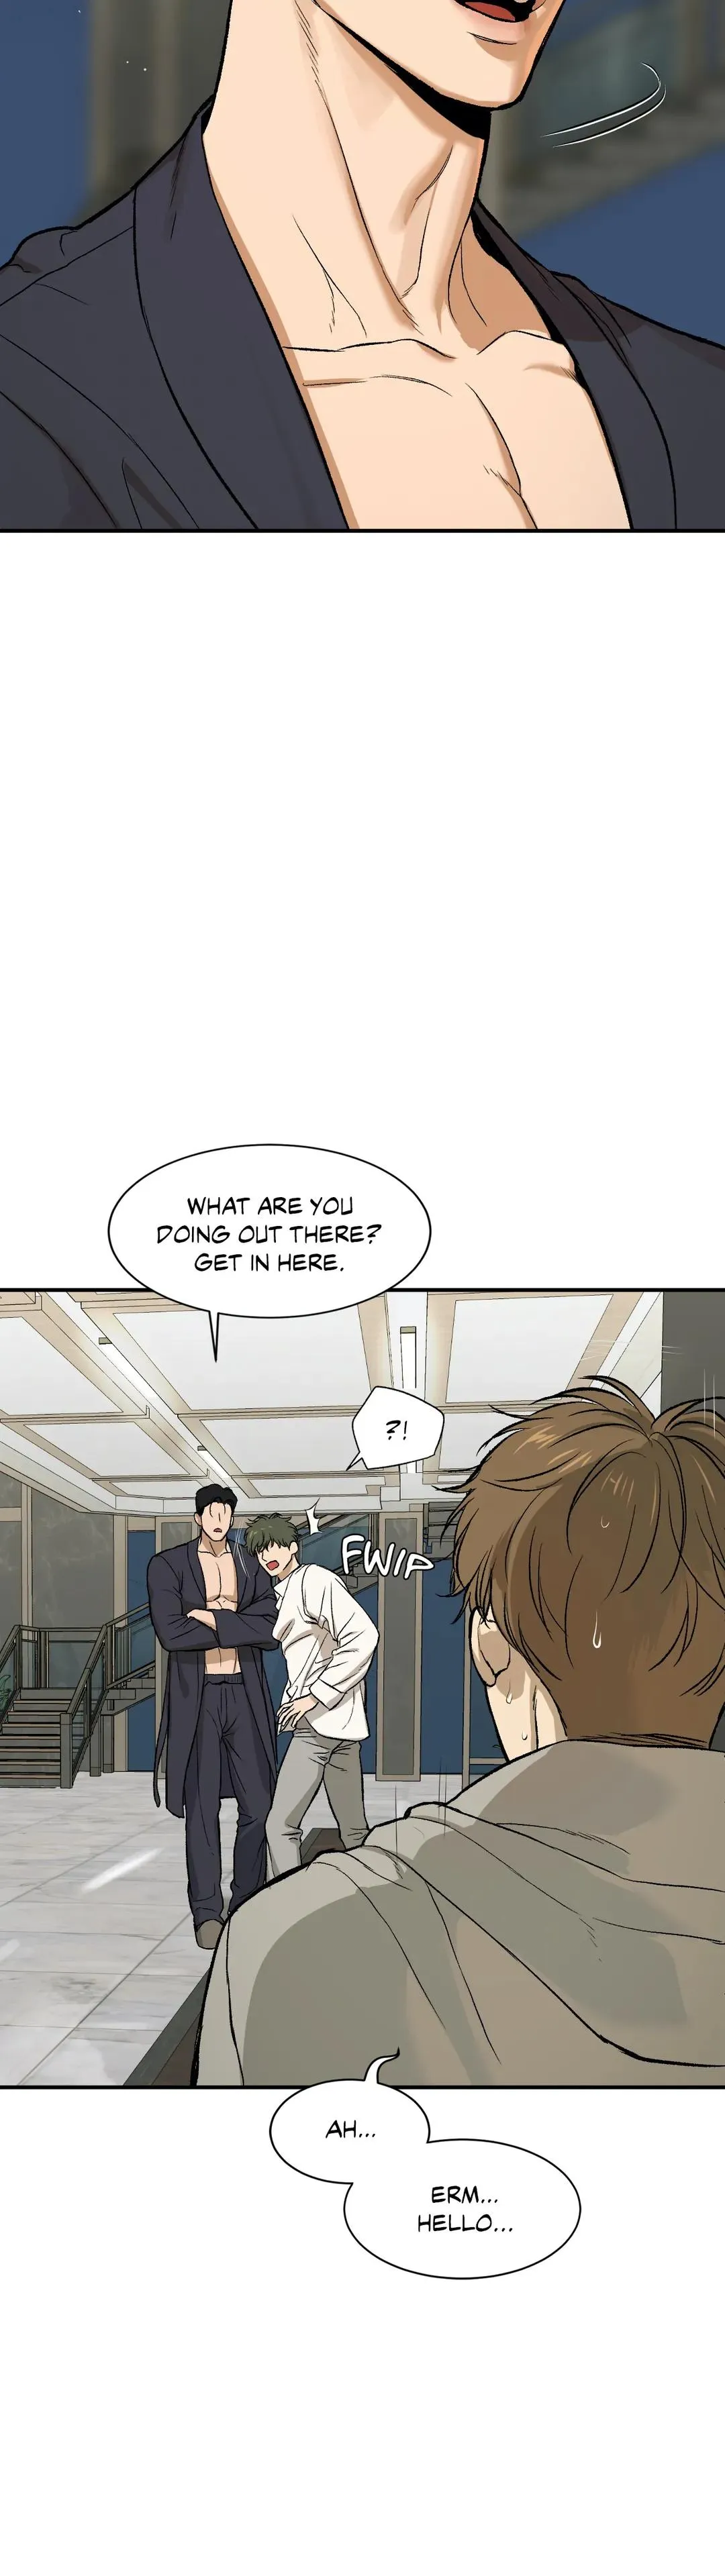 WHAT ARE YOU
DOING OUT THERE?
GET IN HERE.
?!
FWIP
AH...
ERM...
HELLO...